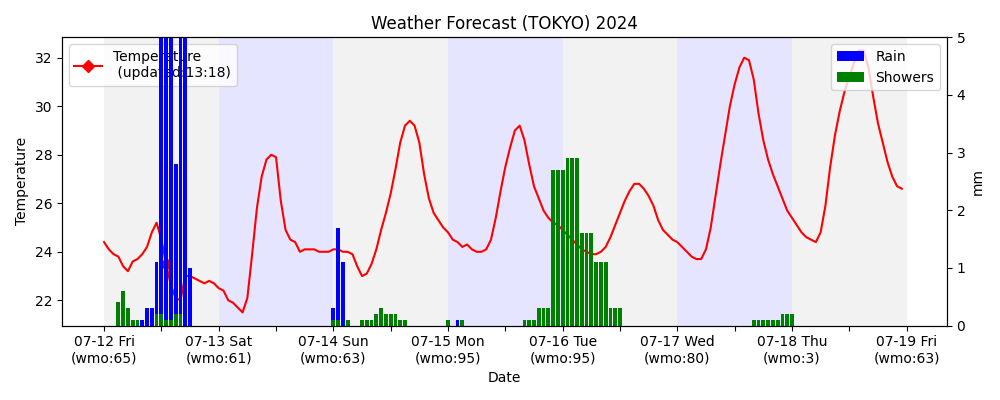 Weather Forecast (TOKYO) 2024
Temperature
(updated 13:18)
Rain
Showers
32
30
28
26
24
22
Temperature
5
4
3
2
1
0
mm
07-12 Fri
(wmo:65)
07-13 Sat
(wmo:61)
07-14 Sun
(wmo:63)
07-15 Mon
(wmo:95)
07-16 Tue
(wmo:95)
07-17 Wed
(wmo:80)
07-18 Thu
(wmo:3)
07-19 Fri
(wmo:63)
Date